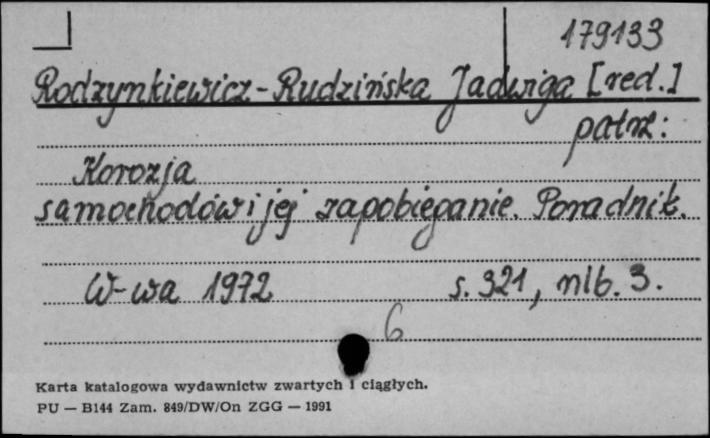 179133
Rodzynkiewicz-Rudzińska Jadwiga [red.]
patrz:
Korozja
samochodów i jej zapobieganie. Poradnik.
W-wa 1972 s. 321, nlb. 3.
6
Karta katalogowa wydawnictw zwartych i ciągłych.
PU — B144 Zam. 849/DW/On ZGG — 1991